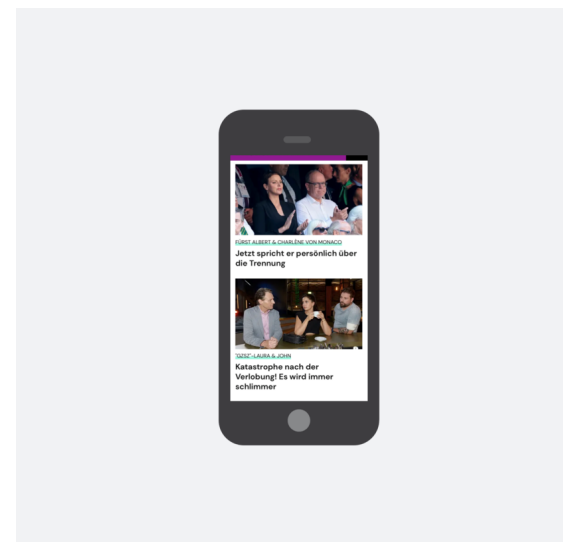 FÜRST ALBERT & CHARLÈNE VON MONACO
Jetzt spricht er persönlich über
die Trennung
"GZSZ"-LAURA & JOHN
Katastrophe nach der
Verlobung! Es wird immer
schlimmer